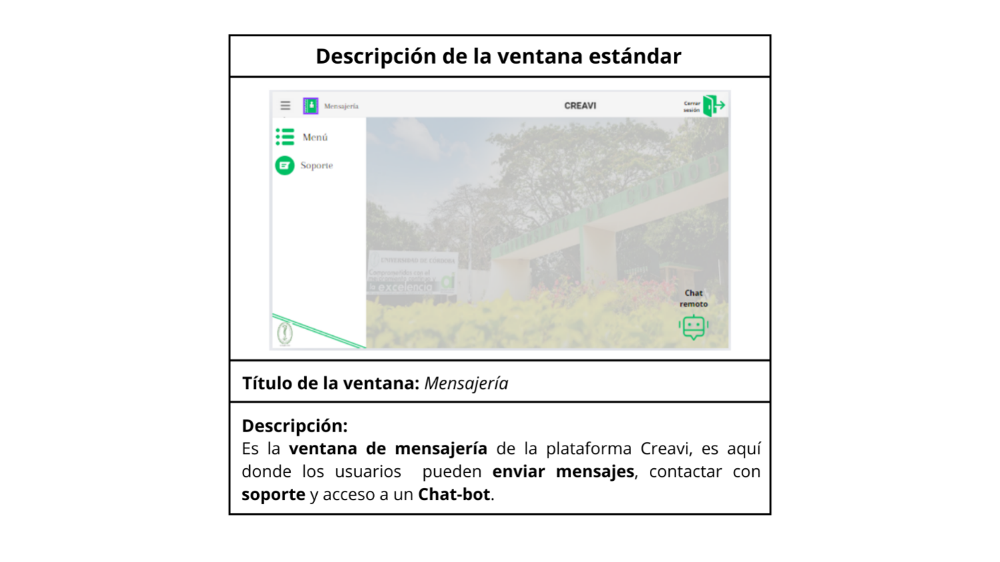 Descripción de la ventana estándar
Mensajería
CREAVI
Cerrar
sesión
Menú
Soporte
UNIVERSIDAD DE CÓRDOBA
Comprometidos con el
la excelencia
Chat
remoto
Título de la ventana: Mensajería
Descripción:
Es la ventana de mensajería de la plataforma Creavi, es aquí
donde los usuarios pueden enviar mensajes, contactar con
soporte y acceso a un Chat-bot.